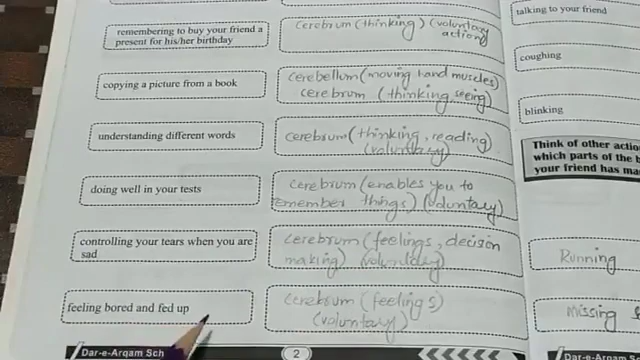 remembering to buy your friend a
present for his/her birthday
cerebrum (thinking) (voluntary
action)
copying a picture from a book
cerebellum (moving hand muscles)
cerebrum (thinking, seeing)
understanding different words
cerebrum (thinking, reading)
(voluntary)
doing well in your tests
cerebrum (enables you to
remember things) (voluntary)
controlling your tears when you are
sad
cerebrum (feelings, decision
making) (voluntary)
feeling bored and fed up
cerebrum (feelings)
(voluntary)
Dar-e-Arqam Sch
2
talking to your friend
coughing
blinking
Think of other actio
which parts of the b
your friend has ma
Running
Missing
Dar-e-Arqam S